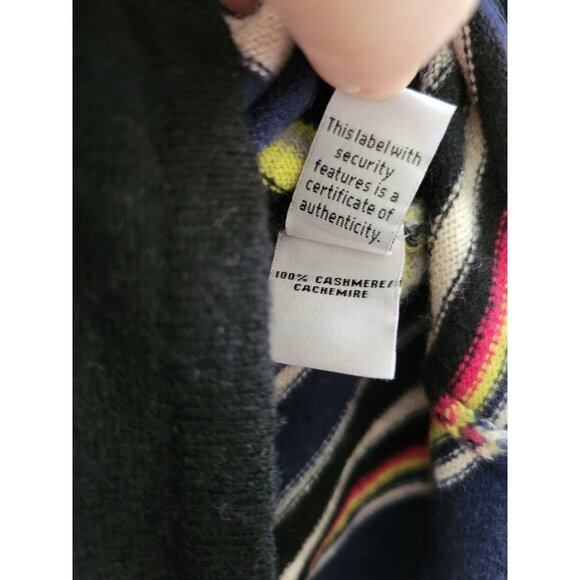 This label with
security
features is a
certificate of
authenticity.
100% CASHMERE/
CACHEMIRE